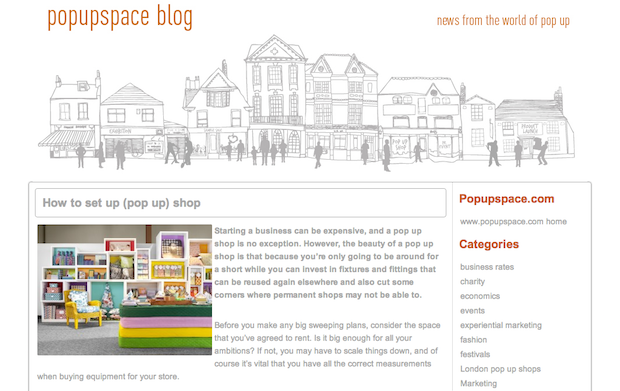 popupspace blog
news from the world of pop up
POP UP
SHOP
How to set up (pop up) shop
Starting a business can be expensive, and a pop up
shop is no exception. However, the beauty of a pop up
shop is that because you're only going to be around for
a short while you can invest in fixtures and fittings that
can be reused again elsewhere and also cut some
corners where permanent shops may not be able to.
Before you make any big sweeping plans, consider the space
that you've agreed to rent. Is it big enough for all your
ambitions? If not, you may have to scale things down, and of
course it's vital that you have all the correct measurements
when buying equipment for your store.
Popupspace.com
www.popupspace.com home
Categories
business rates
charity
economics
events
experiential marketing
fashion
festivals
London pop up shops
Marketing